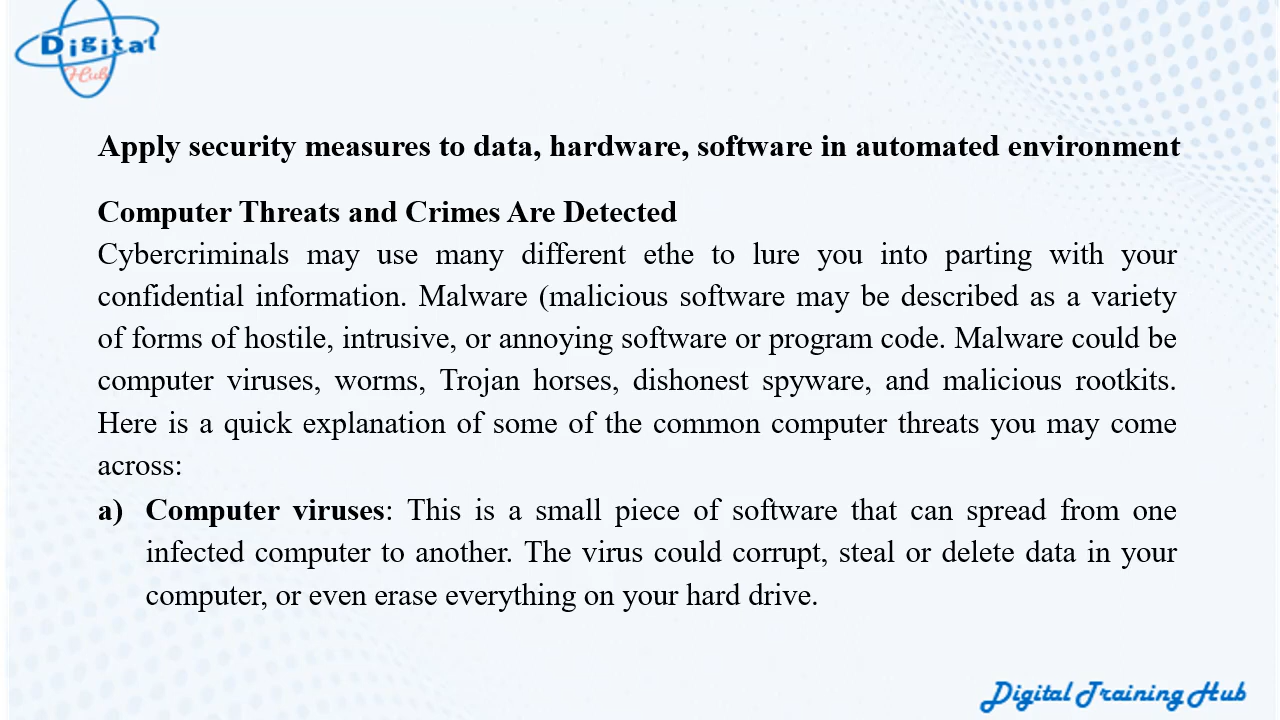 Digital
Hub
Apply security measures to data, hardware, software in automated environment
Computer Threats and Crimes Are Detected
Cybercriminals may use many different ethe to lure you into parting with your
confidential information. Malware (malicious software may be described as a variety
of forms of hostile, intrusive, or annoying software or program code. Malware could be
computer viruses, worms, Trojan horses, dishonest spyware, and malicious rootkits.
Here is a quick explanation of some of the common computer threats you may come
across:
a) Computer viruses: This is a small piece of software that can spread from one
infected computer to another. The virus could corrupt, steal or delete data in your
computer, or even erase everything on your hard drive.
Digital Training Hub